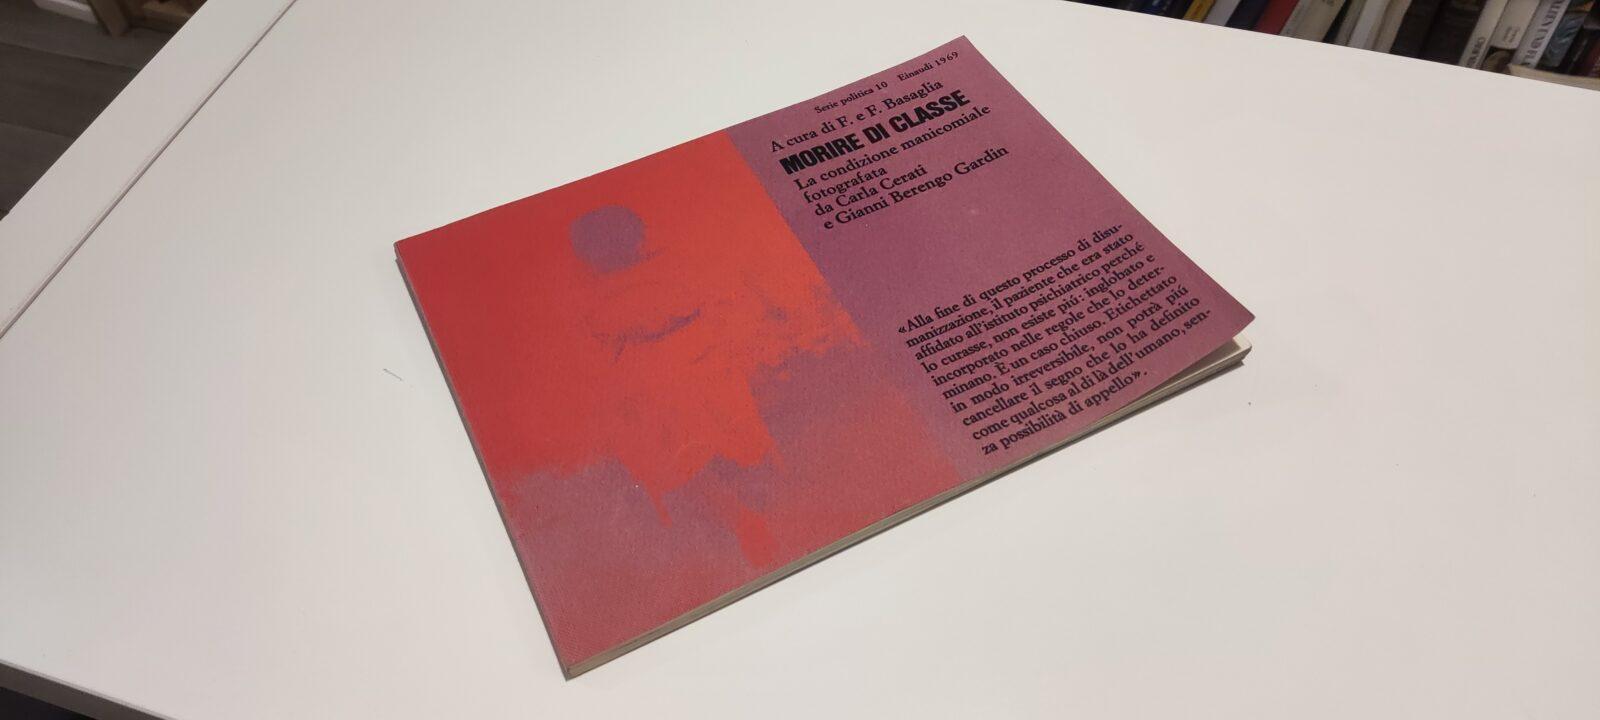 Serie politica 10 Einaudi 1969
A cura di F. e F. Basaglia
MORIRE DI CLASSE
La condizione manicomiale
fotografata
da Carla Cerati
e Gianni Berengo Gardin
«Alla fine di questo processo di disu-
manizzazione, il paziente che era stato
affidato all'istituto psichiatrico perché
lo curasse, non esiste piú: inglobato e
incorporato nelle regole che lo deter-
minano. È un caso chiuso. Etichettato
in modo irreversibile, non potrà piú
cancellare il segno che lo ha definito
come qualcosa al di là dell'umano, sen-
za possibilità di appello».